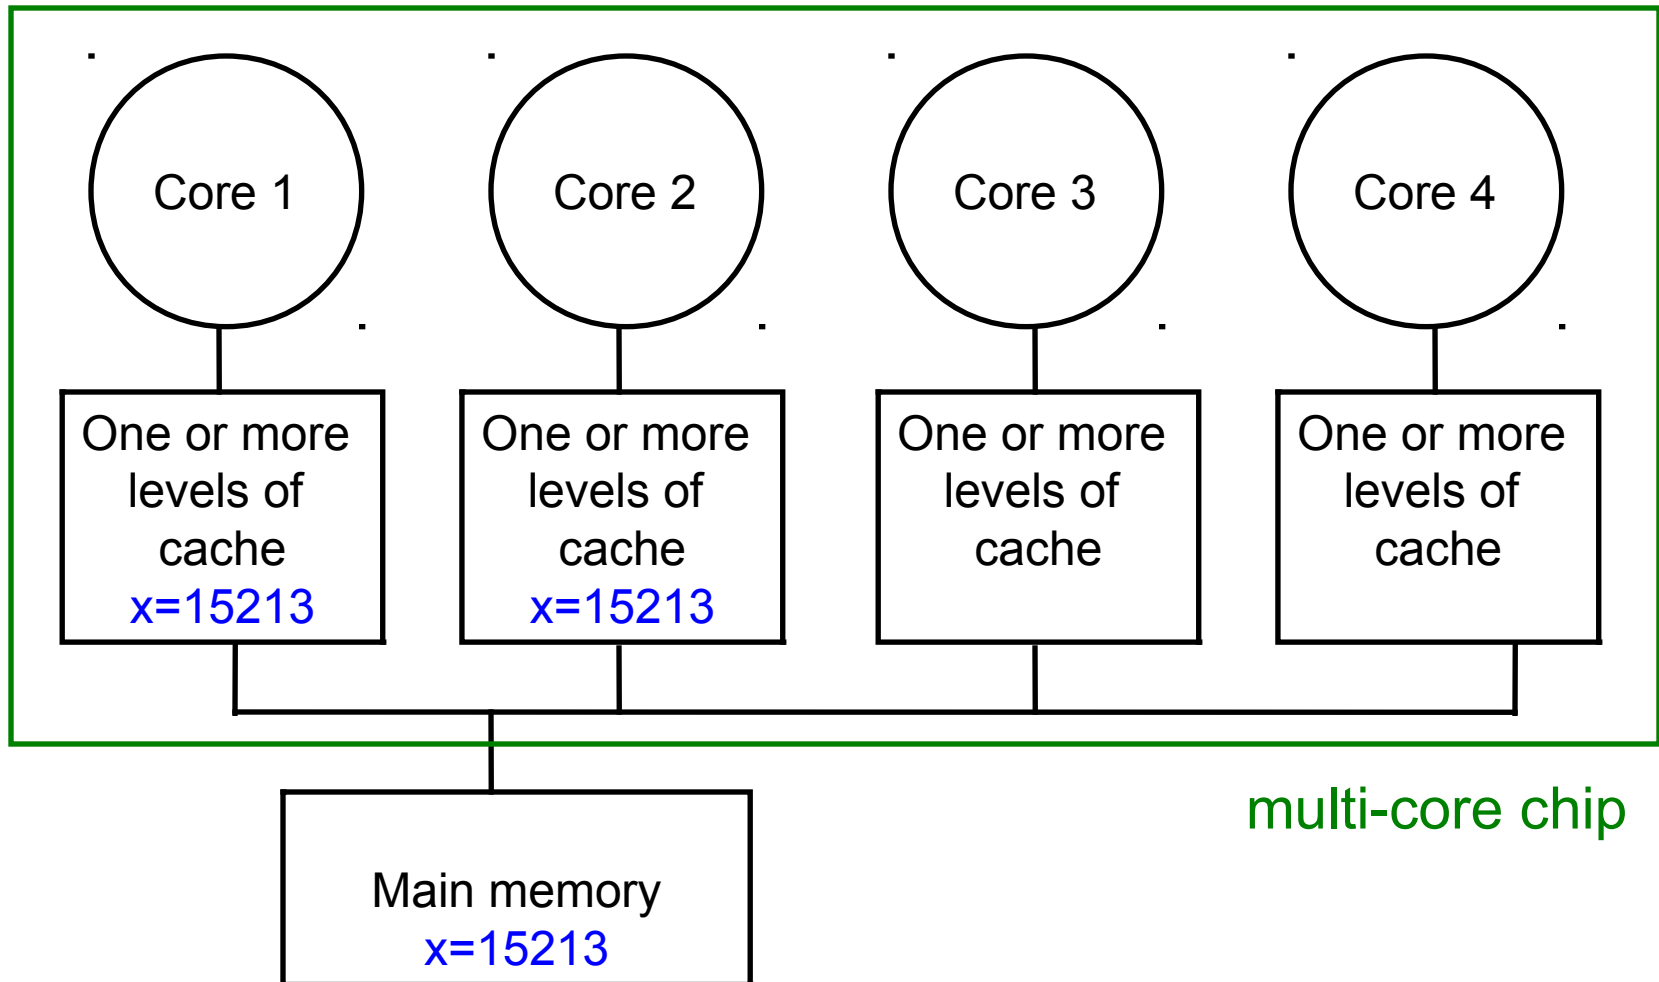 Core 1
Core 2
Core 3
Core 4
One or more
levels of
cache
x=15213
One or more
levels of
cache
x=15213
One or more
levels of
cache
One or more
levels of
cache
multi-core chip
Main memory
x=15213